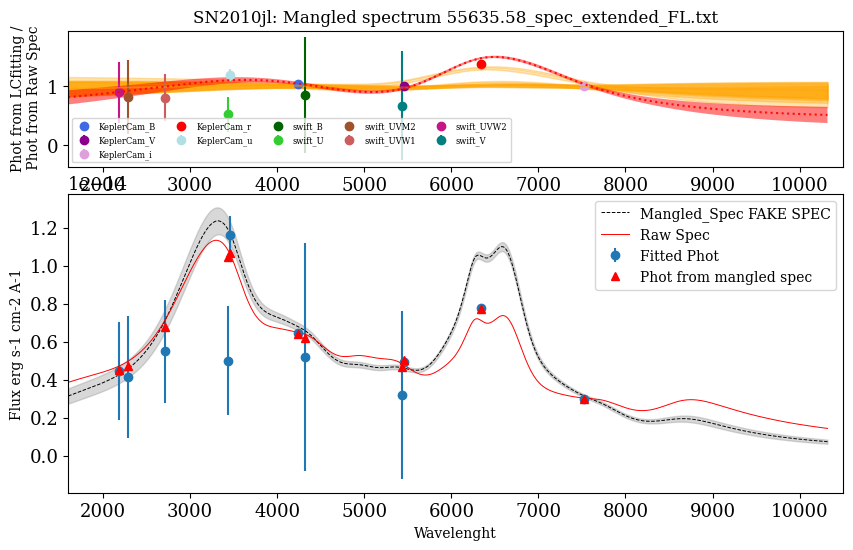 SN2010jl: Mangled spectrum 55635.58_spec_extended_FL.txt
Phot from LCfitting /
Phot from Raw Spec
1
0
KeplerCam_B
KeplerCam_V
KeplerCam_i
KeplerCam_r
KeplerCam_u
swift_B
swift_U
swift_UVM2
swift_UVW1
swift_UVW2
swift_V
2000 3000 4000 5000 6000 7000 8000 9000 10000
1e−14
Flux erg s-1 cm-2 A-1
1.2
1.0
0.8
0.6
0.4
0.2
0.0
Mangled_Spec FAKE SPEC
Raw Spec
Fitted Phot
Phot from mangled spec
2000 3000 4000 5000 6000 7000 8000 9000 10000
Wavelenght